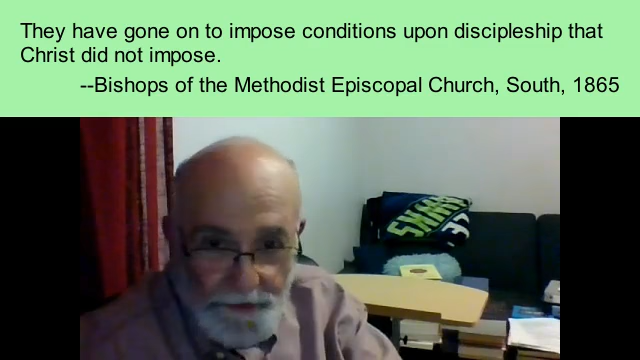 They have gone on to impose conditions upon discipleship that
Christ did not impose.
--Bishops of the Methodist Episcopal Church, South, 1865